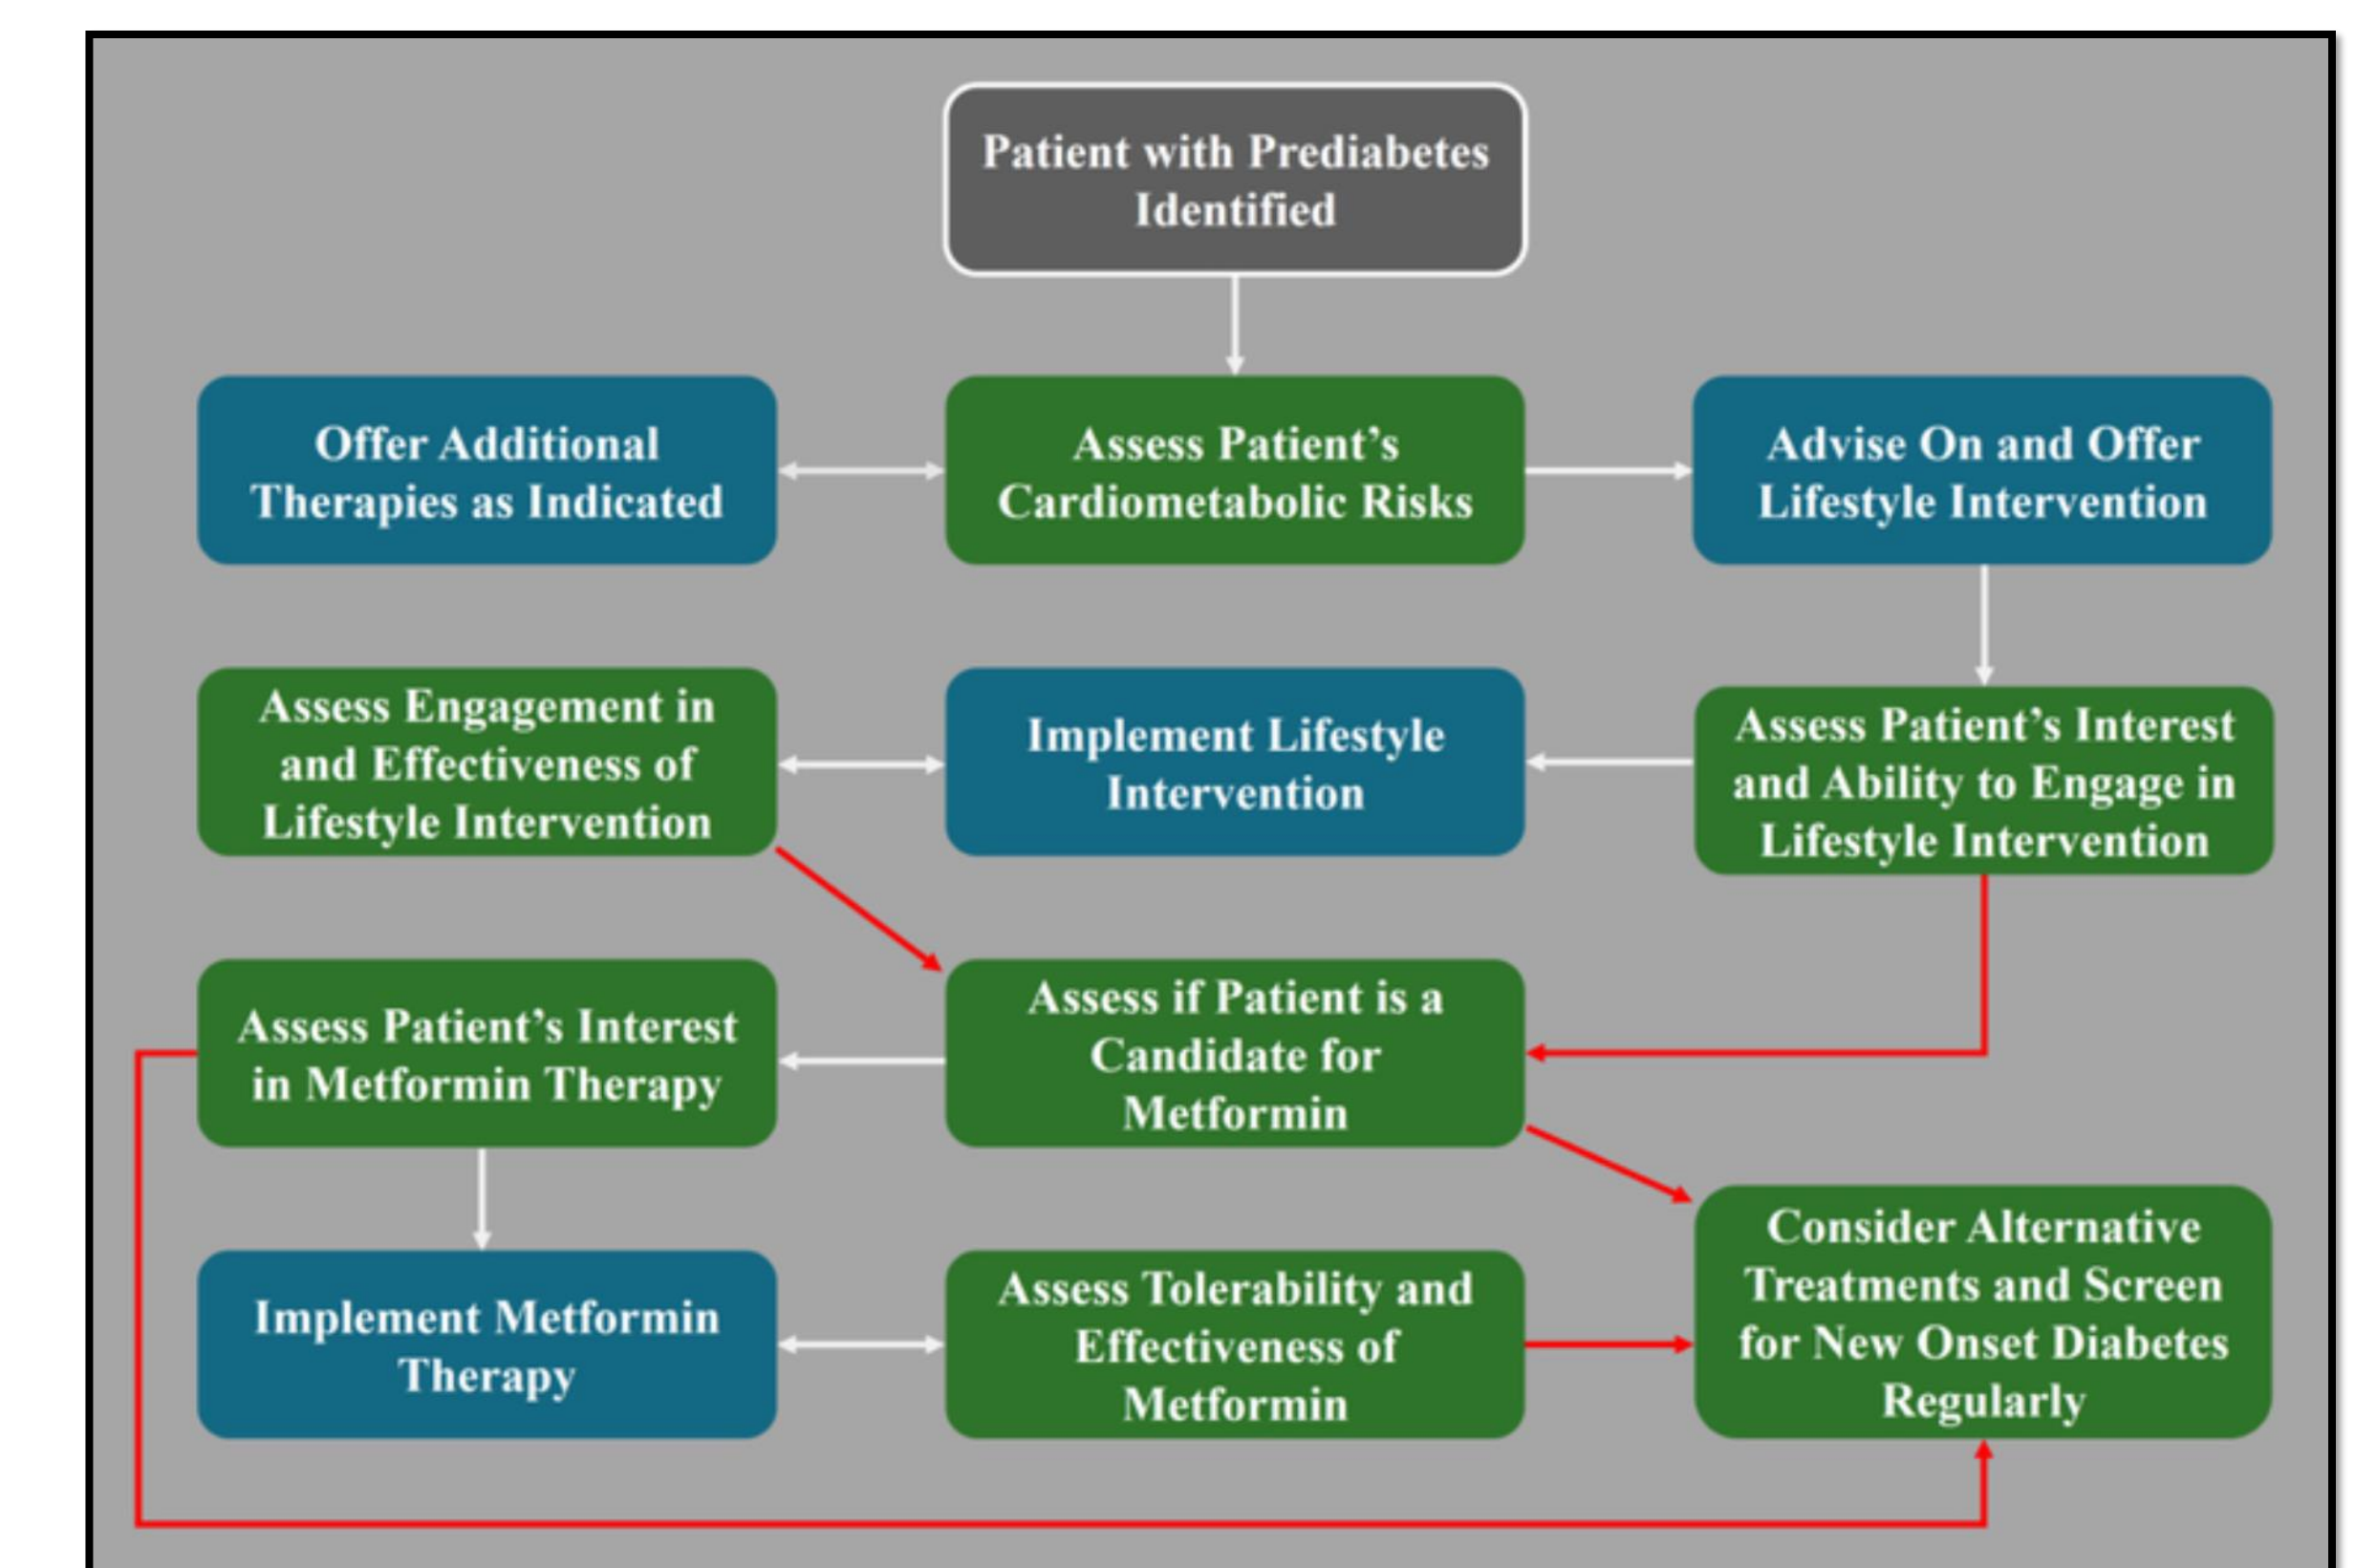 Patient with Prediabetes
Identified
Offer Additional
Therapies as Indicated
Assess Patient’s
Cardiometabolic Risks
Advise On and Offer
Lifestyle Intervention
Assess Engagement in
and Effectiveness of
Lifestyle Intervention
Implement Lifestyle
Intervention
Assess Patient’s Interest
and Ability to Engage in
Lifestyle Intervention
Assess Patient’s Interest
in Metformin Therapy
Assess if Patient is a
Candidate for
Metformin
Implement Metformin
Therapy
Assess Tolerability and
Effectiveness of
Metformin
Consider Alternative
Treatments and Screen
for New Onset Diabetes
Regularly